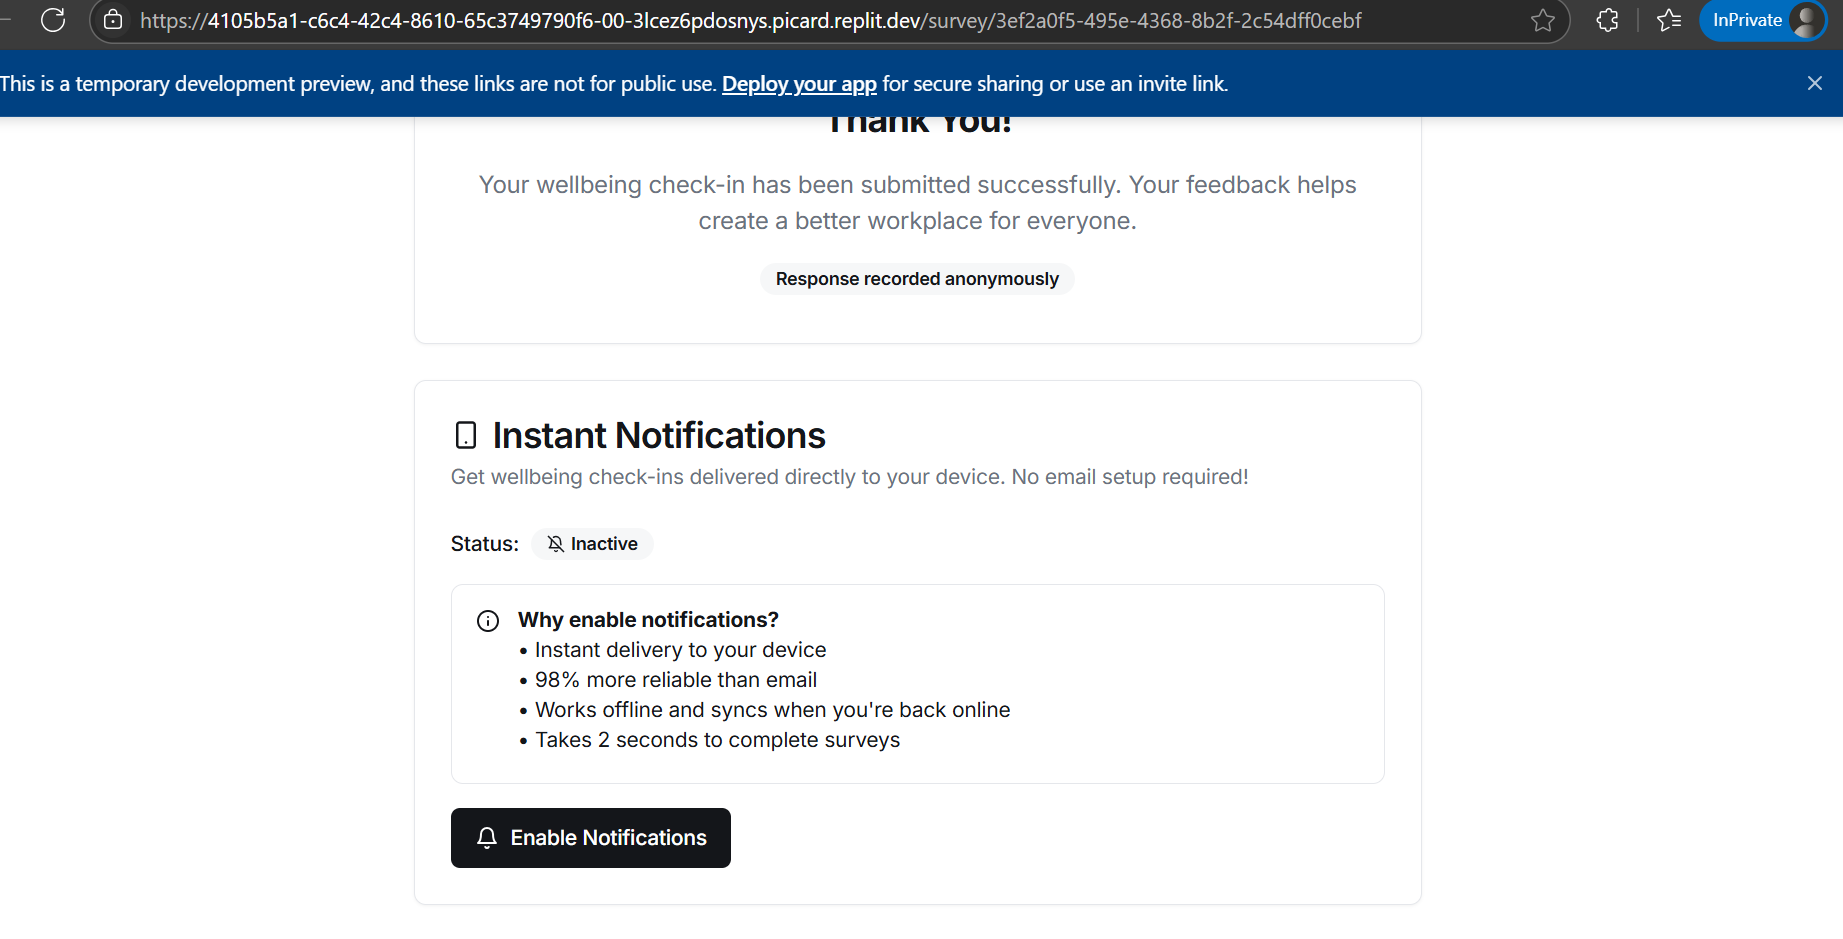 https://4105b5a1-c6c4-42c4-8610-65c3749790f6-00-3lcez6pdosnys.picard.replit.dev/survey/3ef2a0f5-495e-4368-8b2f-2c54dff0cebf
InPrivate
This is a temporary development preview, and these links are not for public use. Deploy your app for secure sharing or use an invite link.
Thank You!
Your wellbeing check-in has been submitted successfully. Your feedback helps
create a better workplace for everyone.
Response recorded anonymously
Instant Notifications
Get wellbeing check-ins delivered directly to your device. No email setup required!
Status: Inactive
Why enable notifications?
• Instant delivery to your device
• 98% more reliable than email
• Works offline and syncs when you're back online
• Takes 2 seconds to complete surveys
Enable Notifications